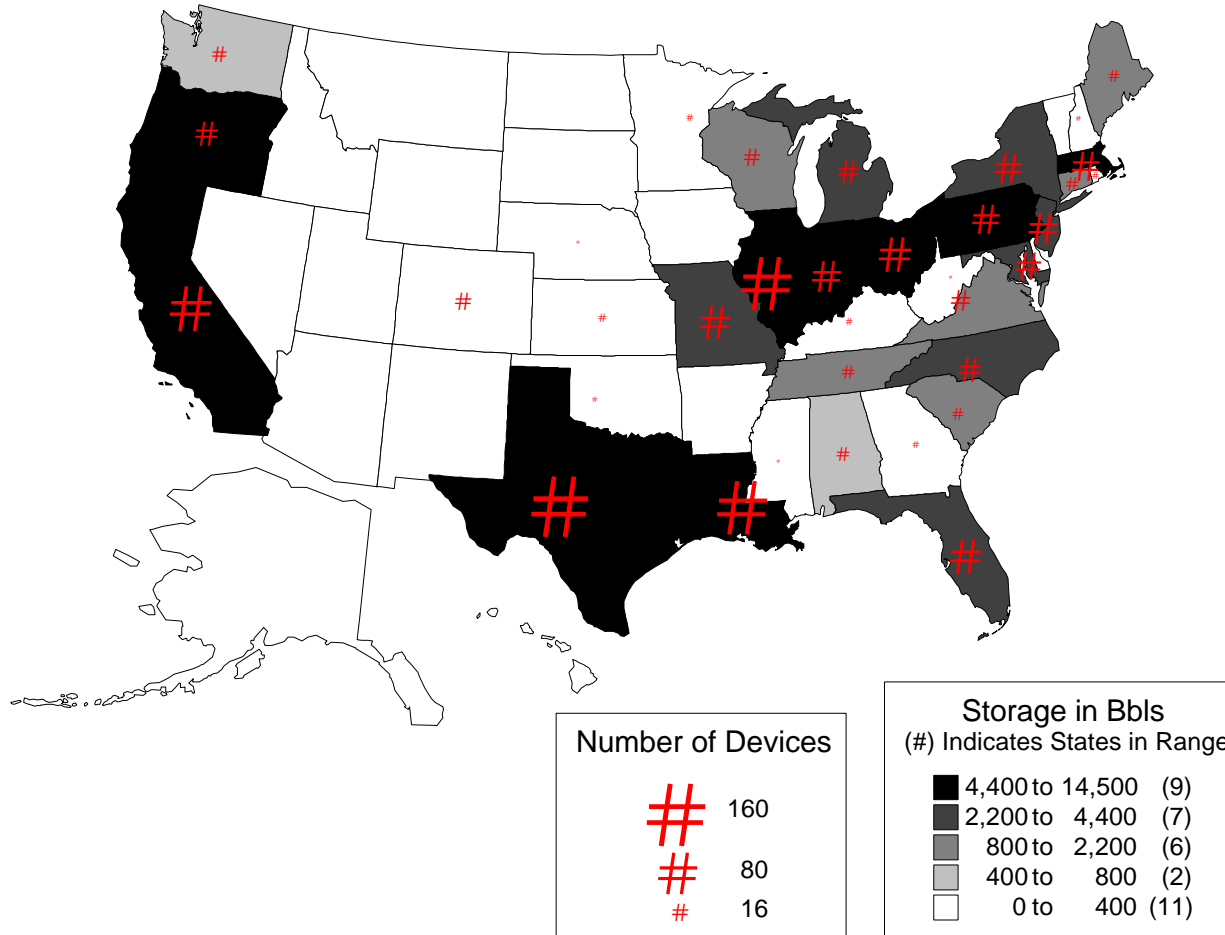 Number of Devices
# 160
# 80
# 16
Storage in Bbls
(#) Indicates States in Range
4,400 to 14,500 (9)
2,200 to 4,400 (7)
800 to 2,200 (6)
400 to 800 (2)
0 to 400 (11)